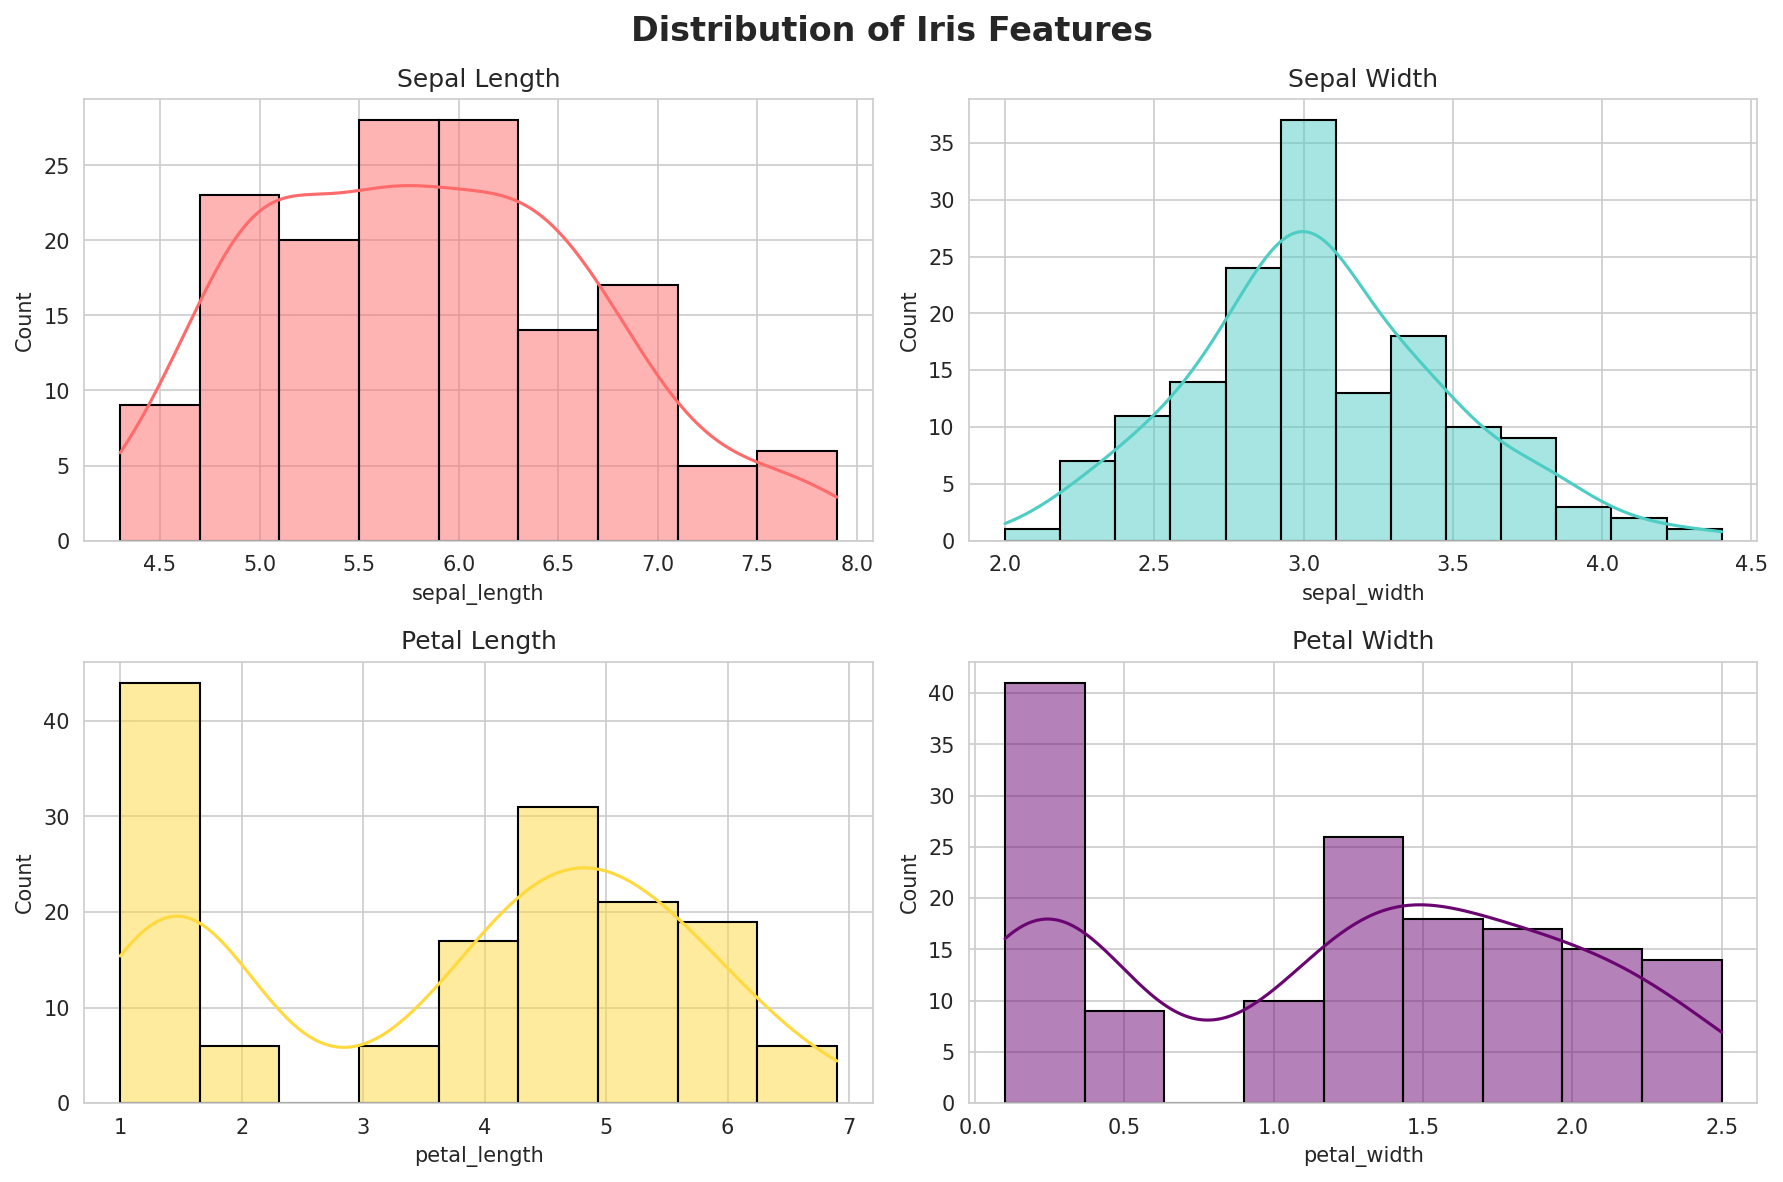 Distribution of Iris Features
Sepal Length
25
20
15
10
5
0
Count
4.5 5.0 5.5 6.0 6.5 7.0 7.5 8.0
sepal_length
Sepal Width
35
30
25
20
15
10
5
0
Count
2.0 2.5 3.0 3.5 4.0 4.5
sepal_width
Petal Length
40
30
20
10
0
Count
1 2 3 4 5 6 7
petal_length
Petal Width
40
35
30
25
20
15
10
5
0
Count
0.0 0.5 1.0 1.5 2.0 2.5
petal_width